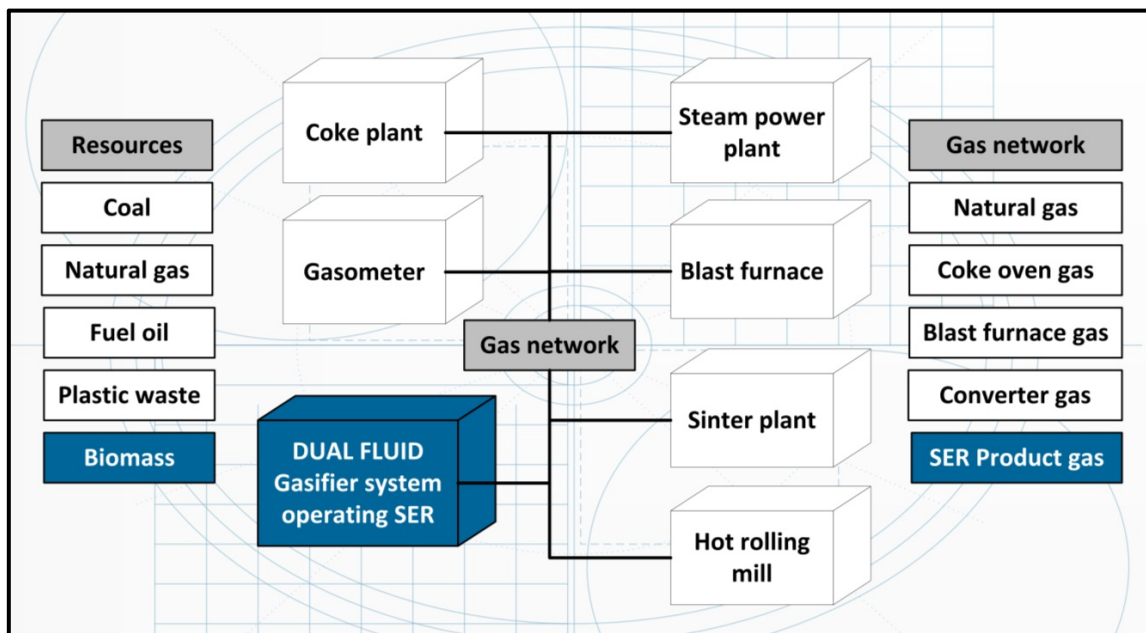 Resources
Coal
Natural gas
Fuel oil
Plastic waste
Biomass
Coke plant
Gasometer
DUAL FLUID
Gasifier system
operating SER
Gas network
Steam power
plant
Blast furnace
Sinter plant
Hot rolling
mill
Gas network
Natural gas
Coke oven gas
Blast furnace gas
Converter gas
SER Product gas